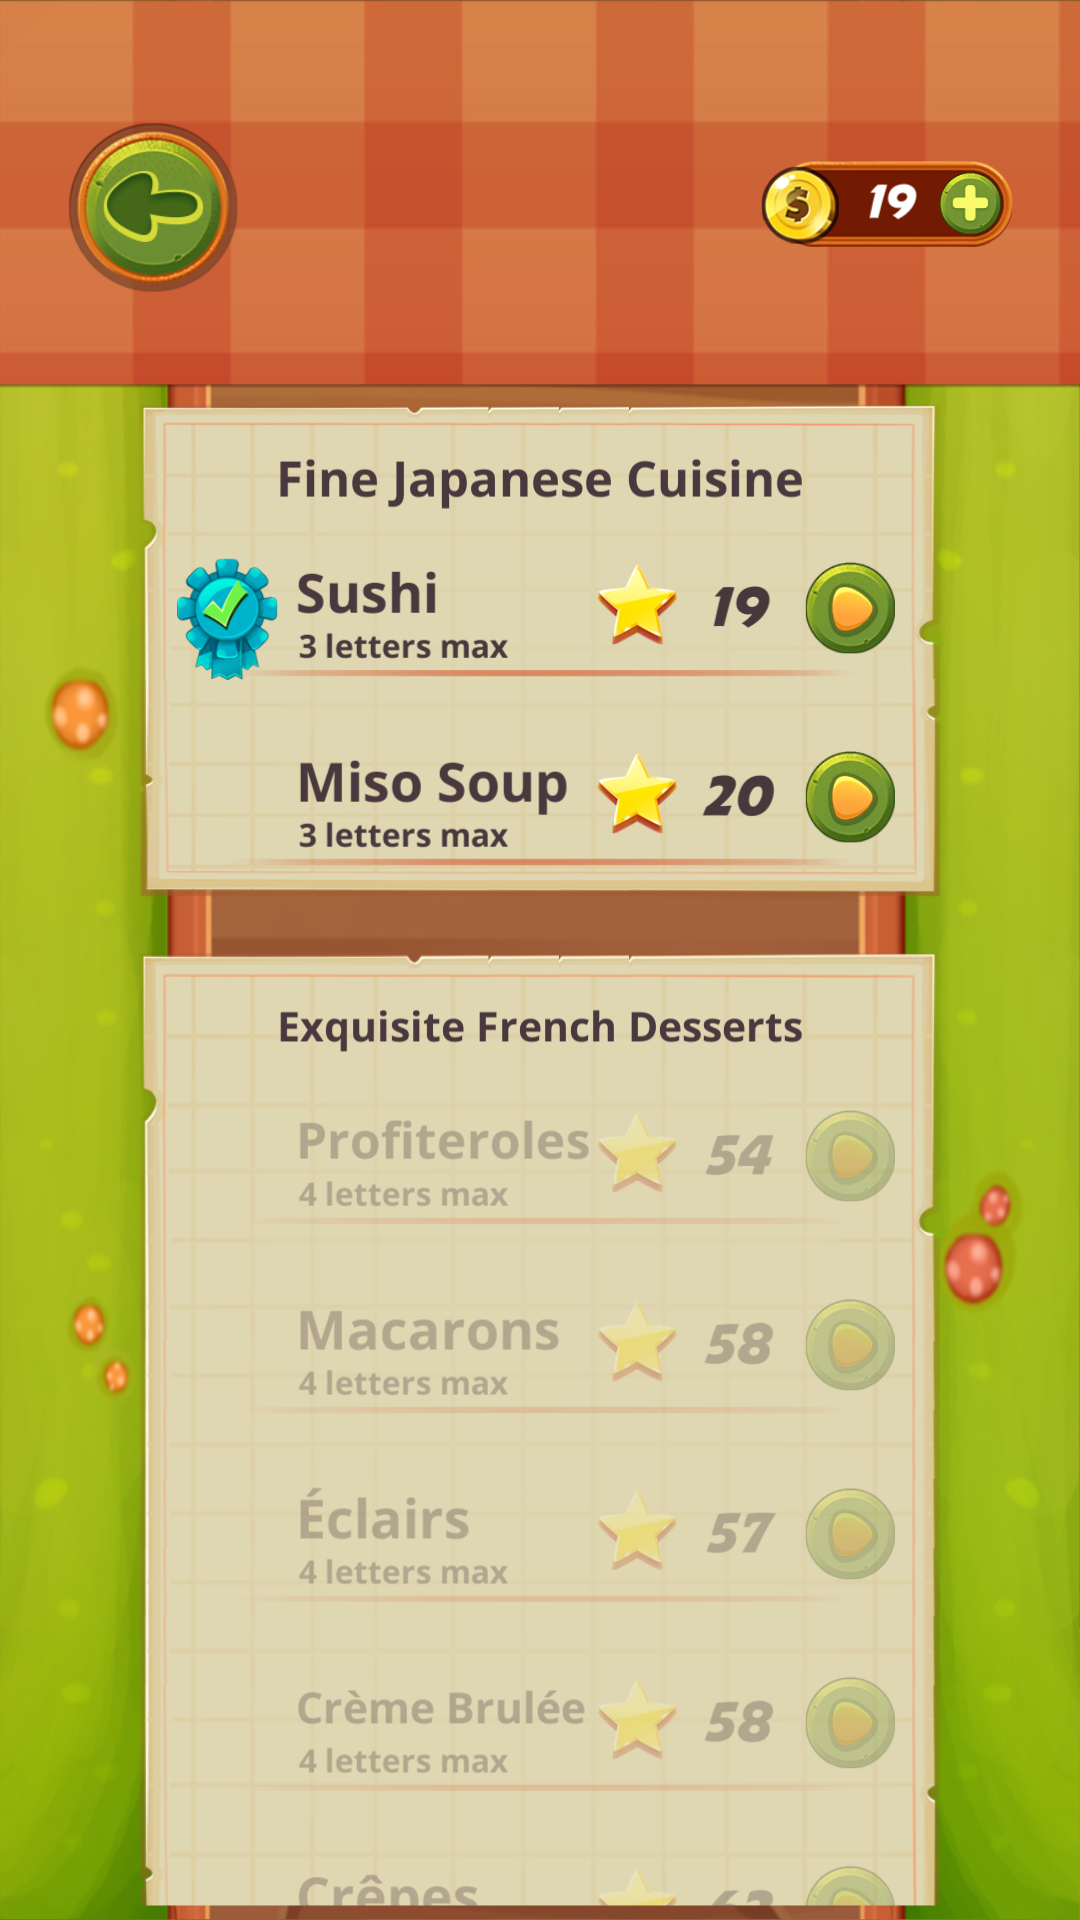 19
Fine Japanese Cuisine
Sushi 19
3 letters max
Miso Soup 20
3 letters max
Exquisite French Desserts
Profiteroles 54
4 letters max
Macarons 58
4 letters max
Éclairs 57
4 letters max
Crème Brulée 58
4 letters max
Crêpes